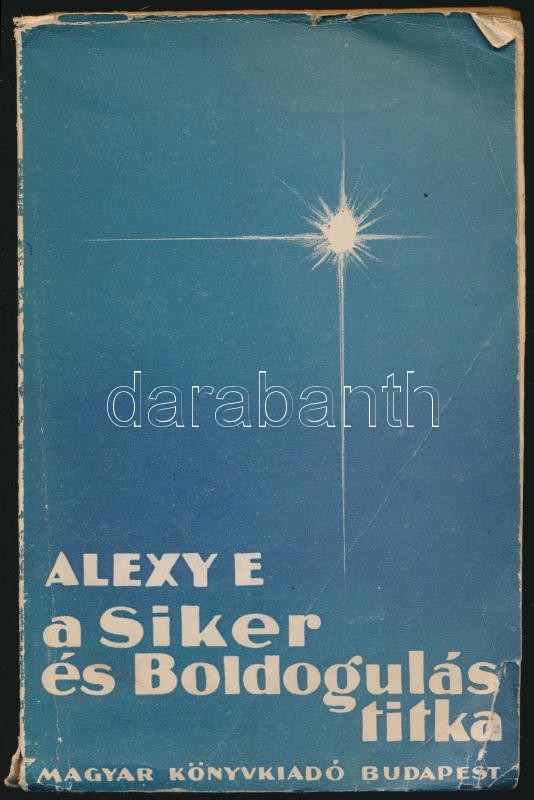 darabanth
ALEXY E
a Siker
és Boldogulás
titka
MAGYAR KÖNYVKIADÓ BUDAPEST